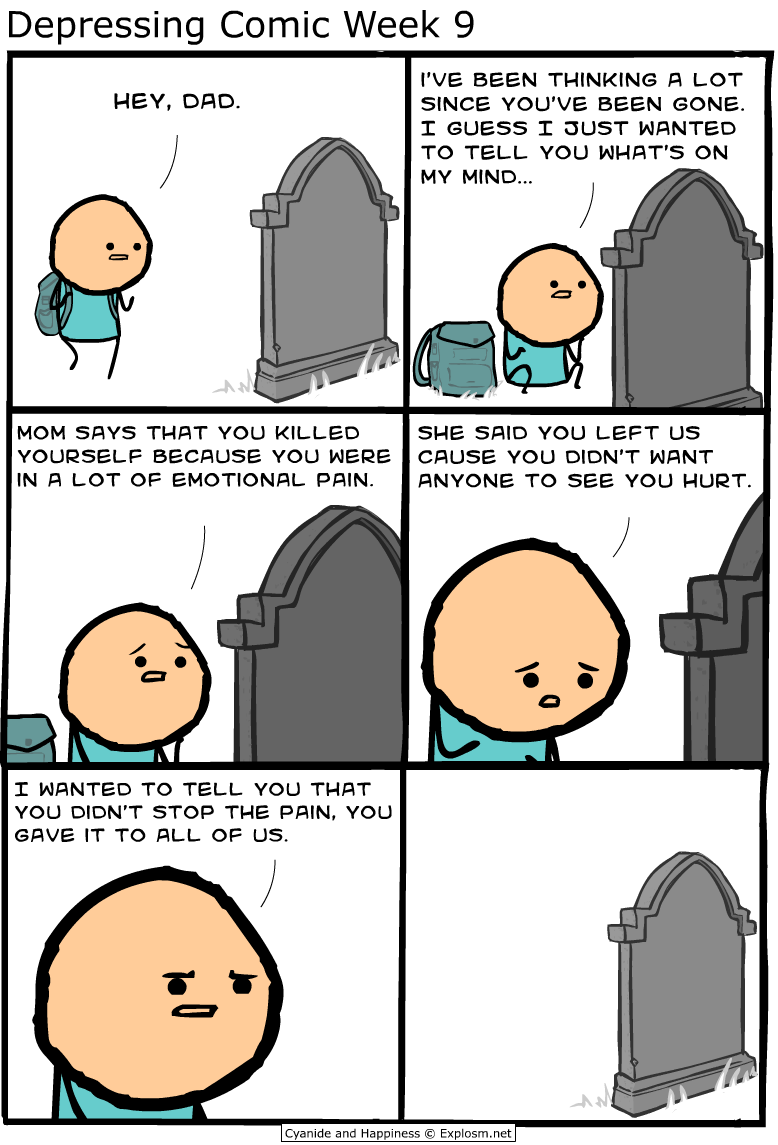 Depressing Comic Week 9
HEY, DAD.
I'VE BEEN THINKING A LOT
SINCE YOU'VE BEEN GONE.
I GUESS I JUST WANTED
TO TELL YOU WHAT'S ON
MY MIND...
MOM SAYS THAT YOU KILLED
YOURSELF BECAUSE YOU WERE
IN A LOT OF EMOTIONAL PAIN.
SHE SAID YOU LEFT US
CAUSE YOU DIDN'T WANT
ANYONE TO SEE YOU HURT.
I WANTED TO TELL YOU THAT
YOU DIDN'T STOP THE PAIN, YOU
GAVE IT TO ALL OF US.
Cyanide and Happiness © Explosm.net